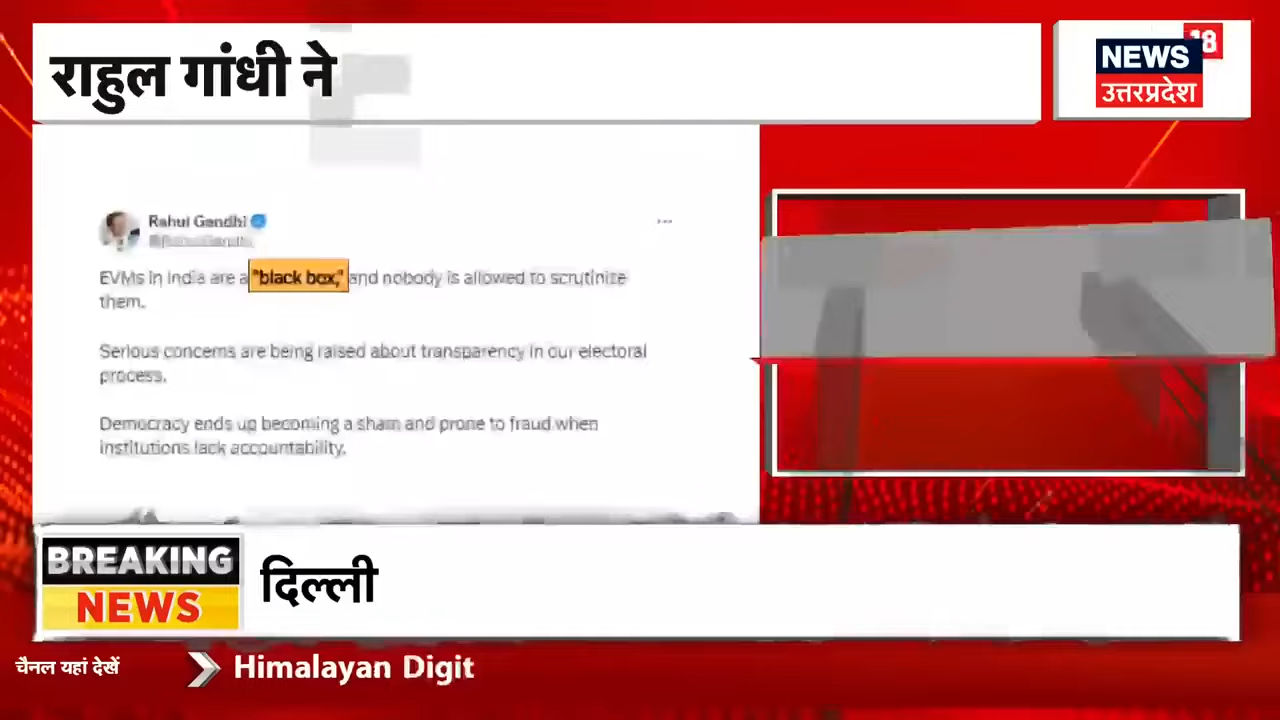 राहुल गांधी ने
NEWS 18
उत्तरप्रदेश
Rahul Gandhi
@RahulGandhi
EVMs in India are a "black box," and nobody is allowed to scrutinize
them.
Serious concerns are being raised about transparency in our electoral
process.
Democracy ends up becoming a sham and prone to fraud when
institutions lack accountability.
BREAKING
NEWS
दिल्ली
चैनल यहां देखें
Himalayan Digit